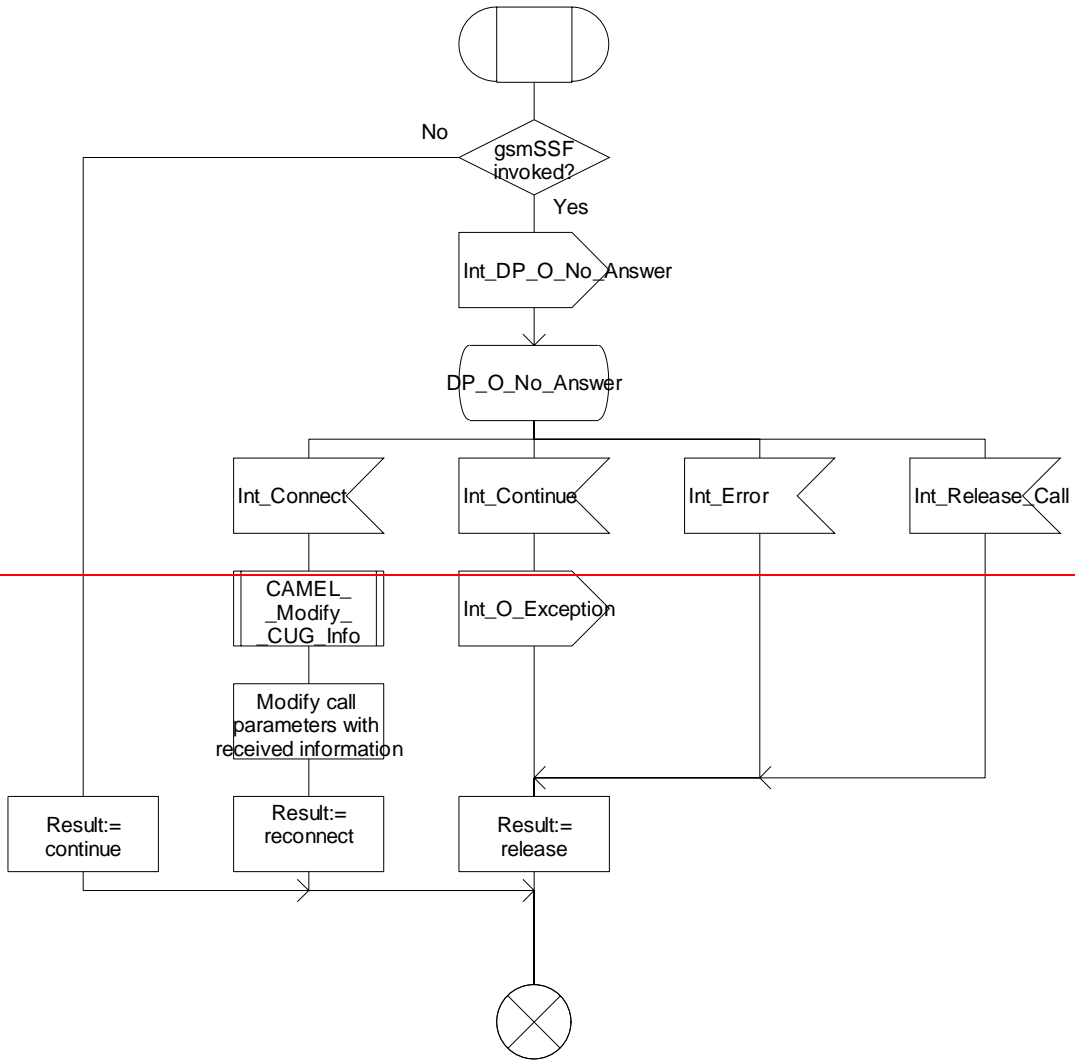 No
gsmSSF
invoked?
Yes
Int_DP_O_No_Answer
DP_O_No_Answer
Int_Connect
Int_Continue
Int_Error
Int_Release_Call
CAMEL_
_Modify_
_CUG_Info
Int_O_Exception
Modify call
parameters with
received information
Result:=
continue
Result:=
reconnect
Result:=
release